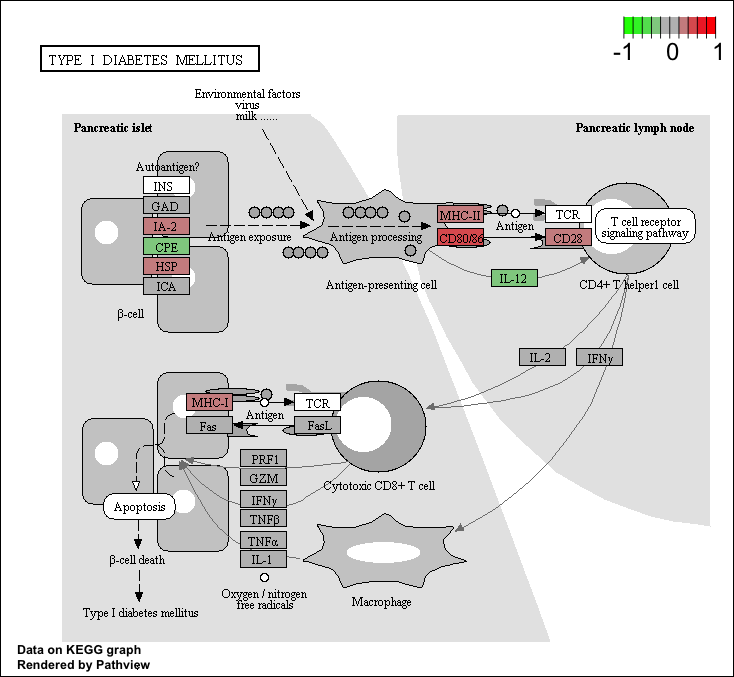 -1 0 1
TYPE I DIABETES MELLITUS
Environmental factors
virus
milk ......
Pancreatic islet
Pancreatic lymph node
Autoantigen?
INS
GAD
IA-2
CPE
HSP
ICA
β-cell
Antigen exposure
Antigen processing
Antigen-presenting cell
MHC-II
CD80/86
Antigen
TCR
CD28
T cell receptor
signaling pathway
IL-12
CD4+ T helper1 cell
IL-2
IFNγ
MHC-I
Fas
Antigen
TCR
FasL
PRF1
GZM
IFNγ
TNFβ
TNFα
IL-1
Cytotoxic CD8+ T cell
Apoptosis
β-cell death
Type I diabetes mellitus
Oxygen / nitrogen
free radicals
Macrophage
Data on KEGG graph
Rendered by Pathview